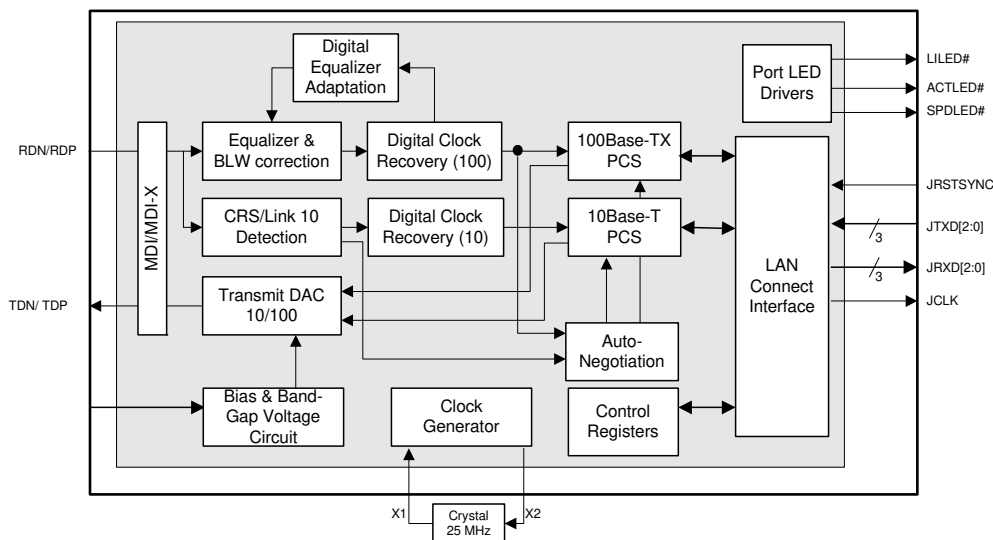 Digital
Equalizer
Adaptation
Port LED
Drivers
LILED#
ACTLED#
SPDLED#
RDN/RDP
MDI/MDI-X
Equalizer &
BLW correction
Digital Clock
Recovery (100)
100Base-TX
PCS
JRSTSYNC
CRS/Link 10
Detection
Digital Clock
Recovery (10)
10Base-T
PCS
JTXD[2:0]
3
LAN
Connect
Interface
JRXD[2:0]
3
TDN/ TDP
Transmit DAC
10/100
JCLK
Auto-
Negotiation
Bias & Band-
Gap Voltage
Circuit
Clock
Generator
Control
Registers
X1
Crystal
25 MHz
X2